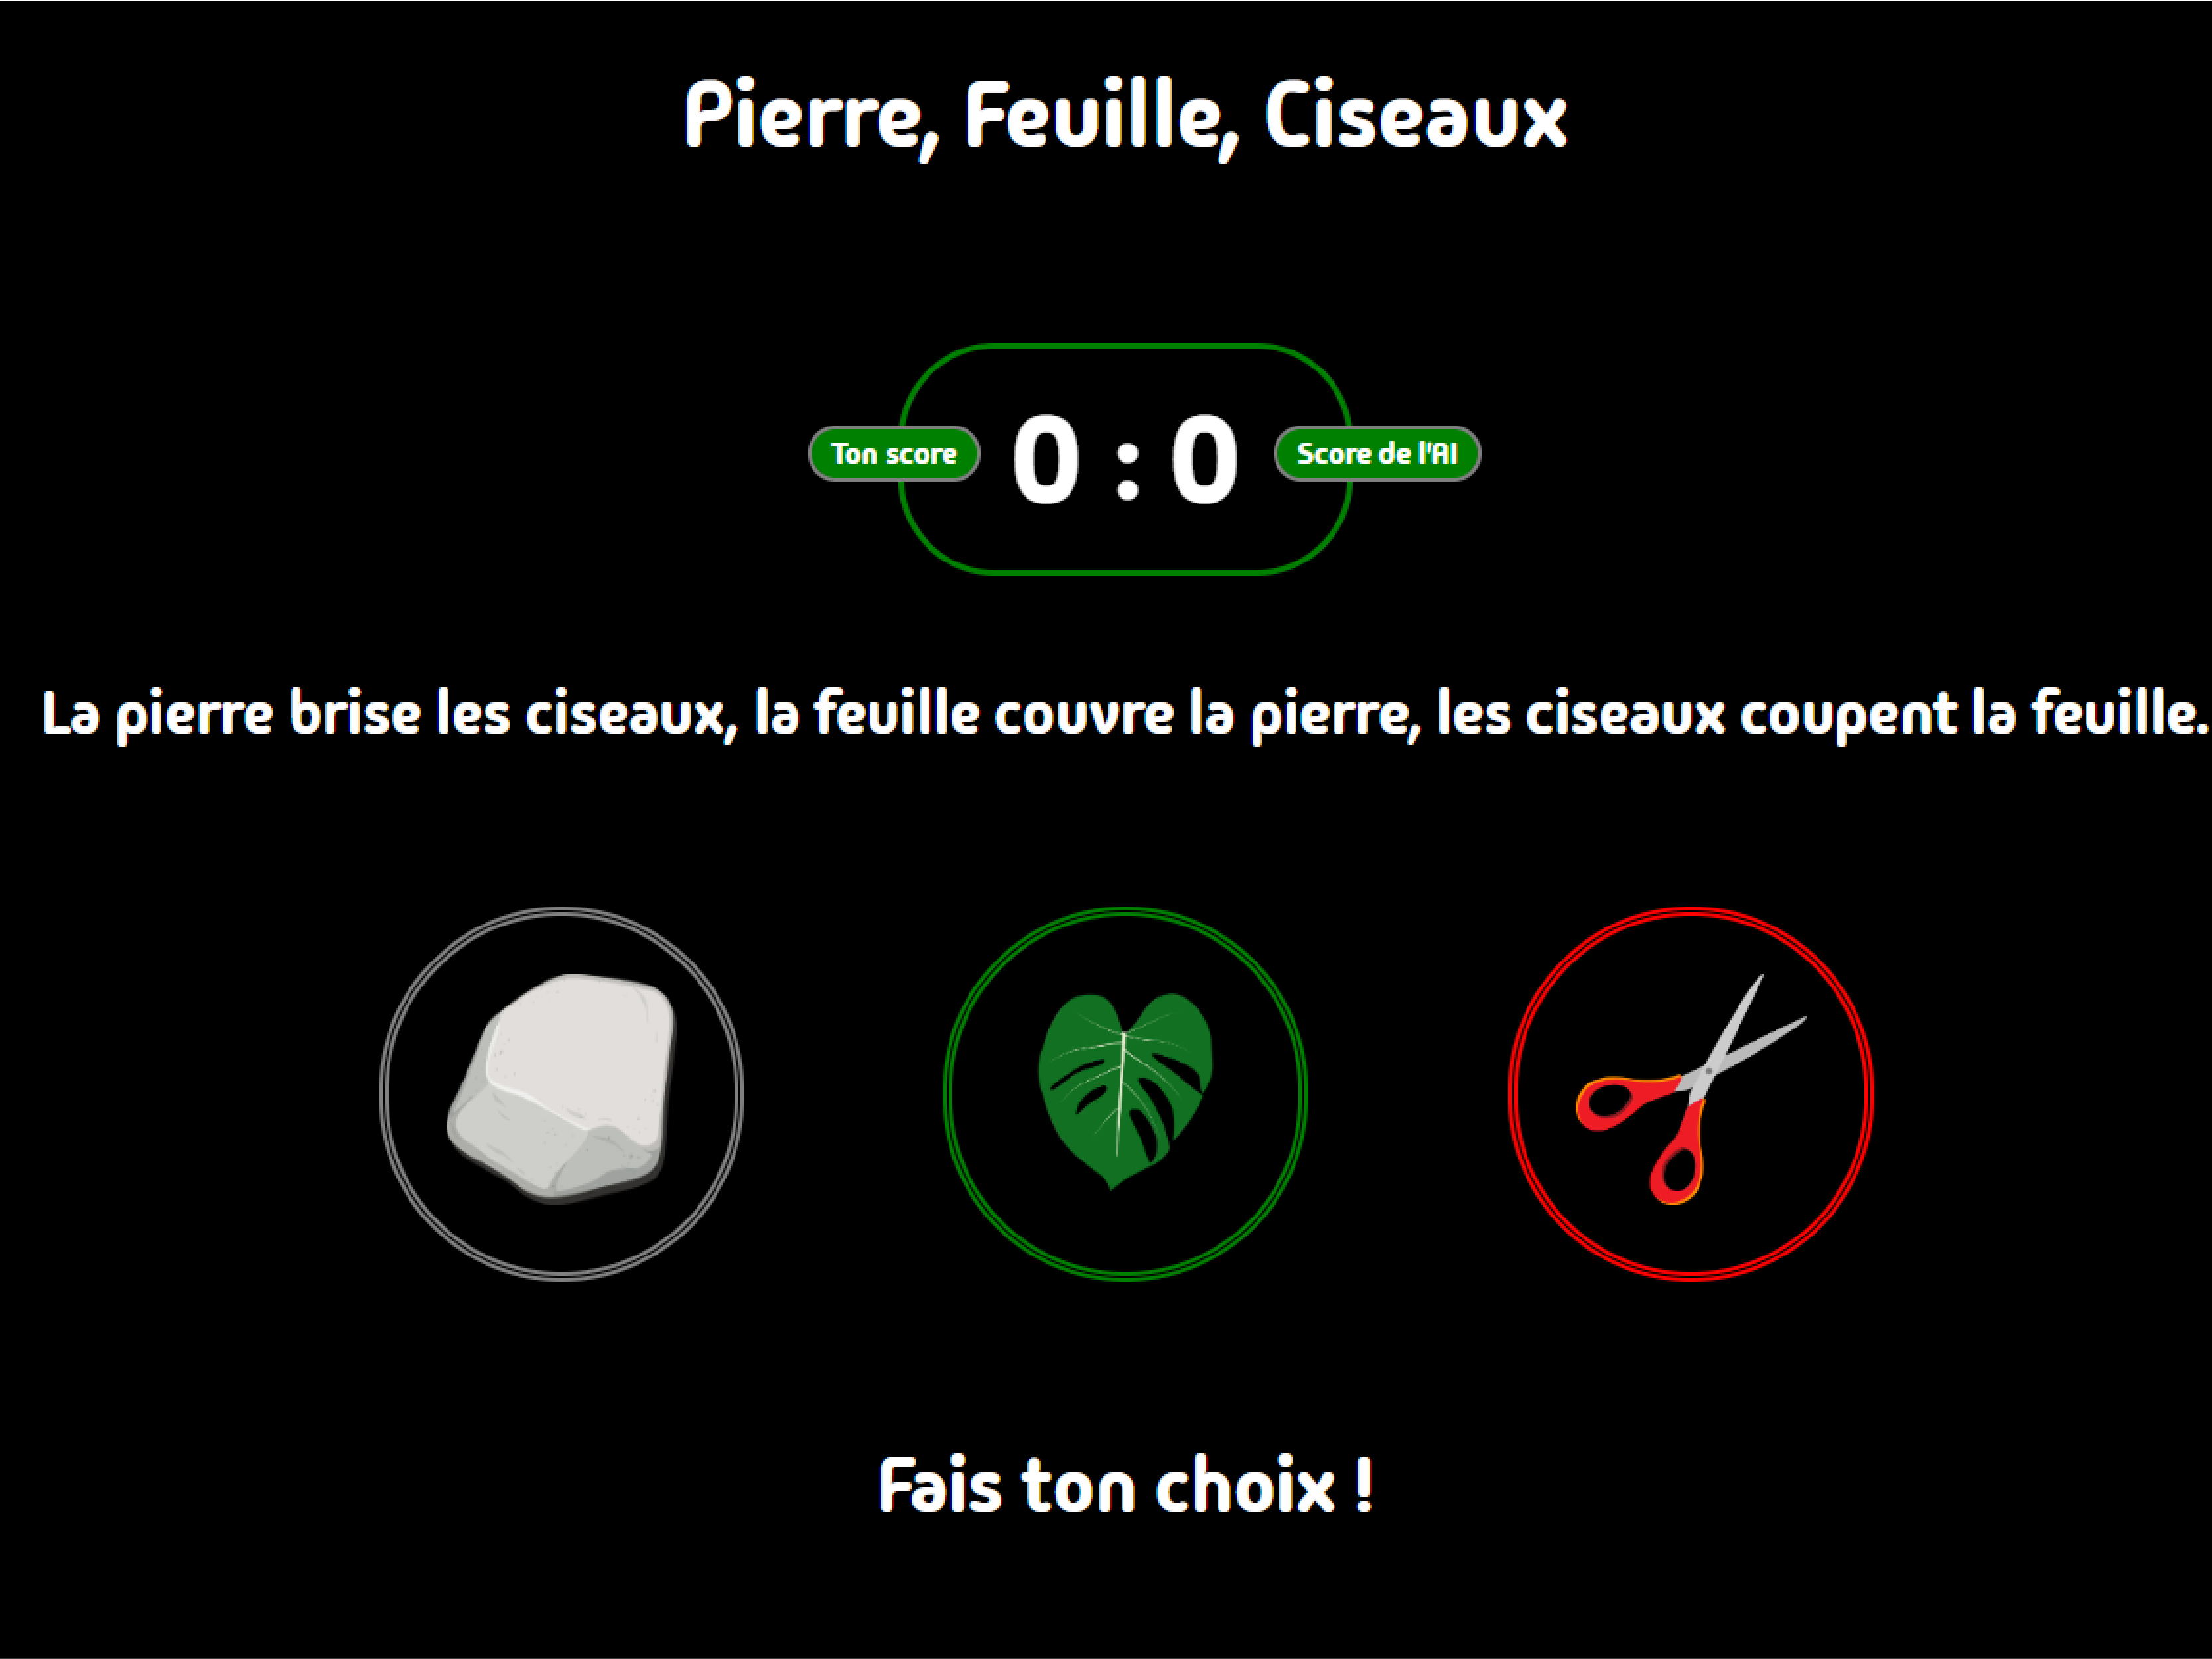 Pierre, Feuille, Ciseaux
Ton score 0 : 0 Score de l'AI
La pierre brise les ciseaux, la feuille couvre la pierre, les ciseaux coupent la feuille.
Fais ton choix !